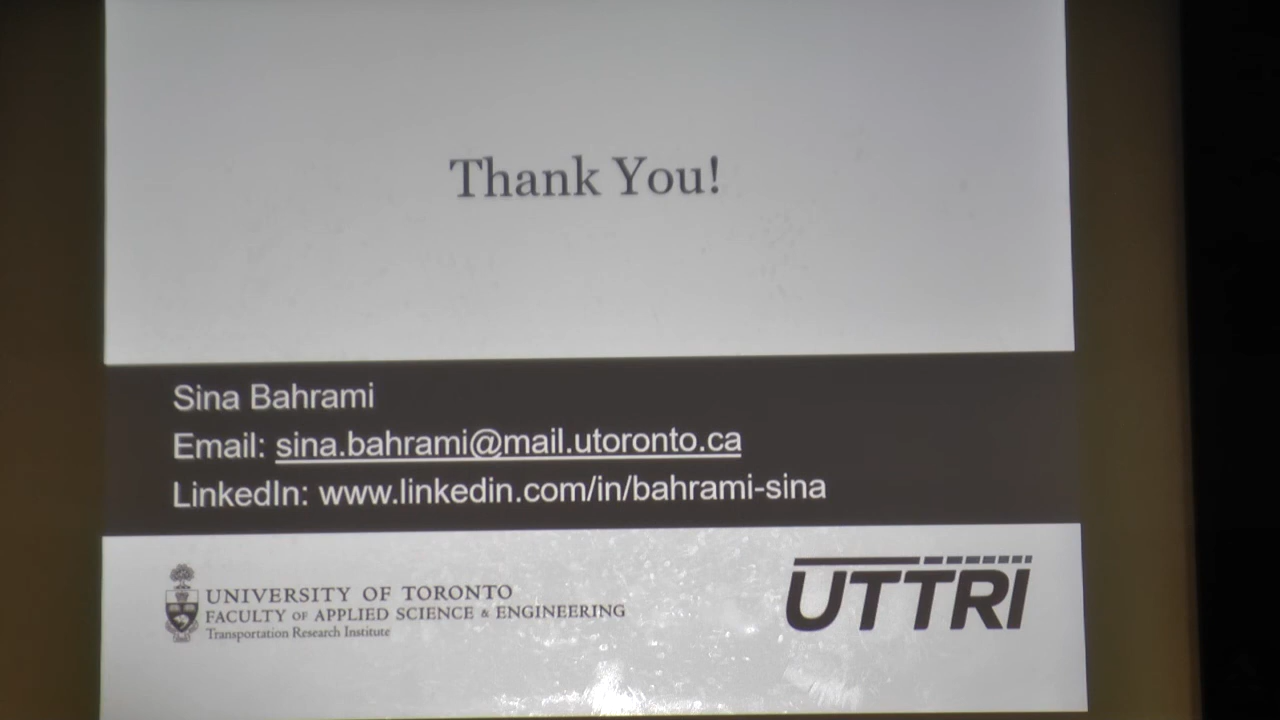 Thank You!
Sina Bahrami
Email: sina.bahrami@mail.utoronto.ca
LinkedIn: www.linkedin.com/in/bahrami-sina
UNIVERSITY OF TORONTO
FACULTY OF APPLIED SCIENCE & ENGINEERING
Transportation Research Institute
UTTRI